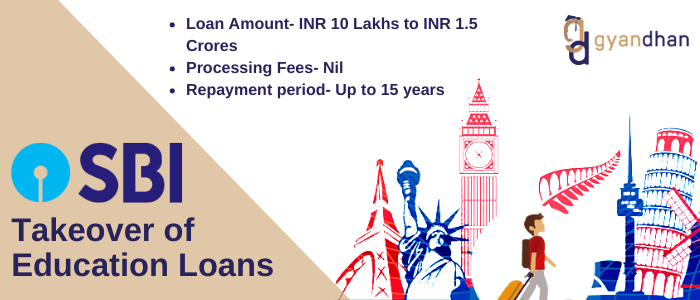 • Loan Amount- INR 10 Lakhs to INR 1.5
Crores
• Processing Fees- Nil
• Repayment period- Up to 15 years
gyandhan
SBI
Takeover of
Education Loans